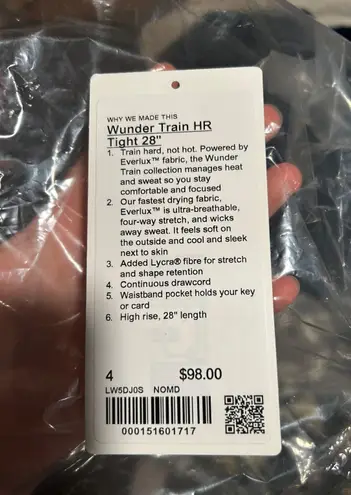 WHY WE MADE THIS
Wunder Train HR
Tight 28"
1. Train hard, not hot. Powered by
Everlux™ fabric, the Wunder
Train collection manages heat
and sweat so you stay
comfortable and focused
2. Our fastest drying fabric,
Everlux™ is ultra-breathable,
four-way stretch, and wicks
away sweat. It feels soft on
the outside and cool and sleek
next to skin
3. Added Lycra® fibre for stretch
and shape retention
4. Continuous drawcord
5. Waistband pocket holds your key
or card
6. High rise, 28" length
4 $98.00
LW5DJ0S NOMD
000151601717